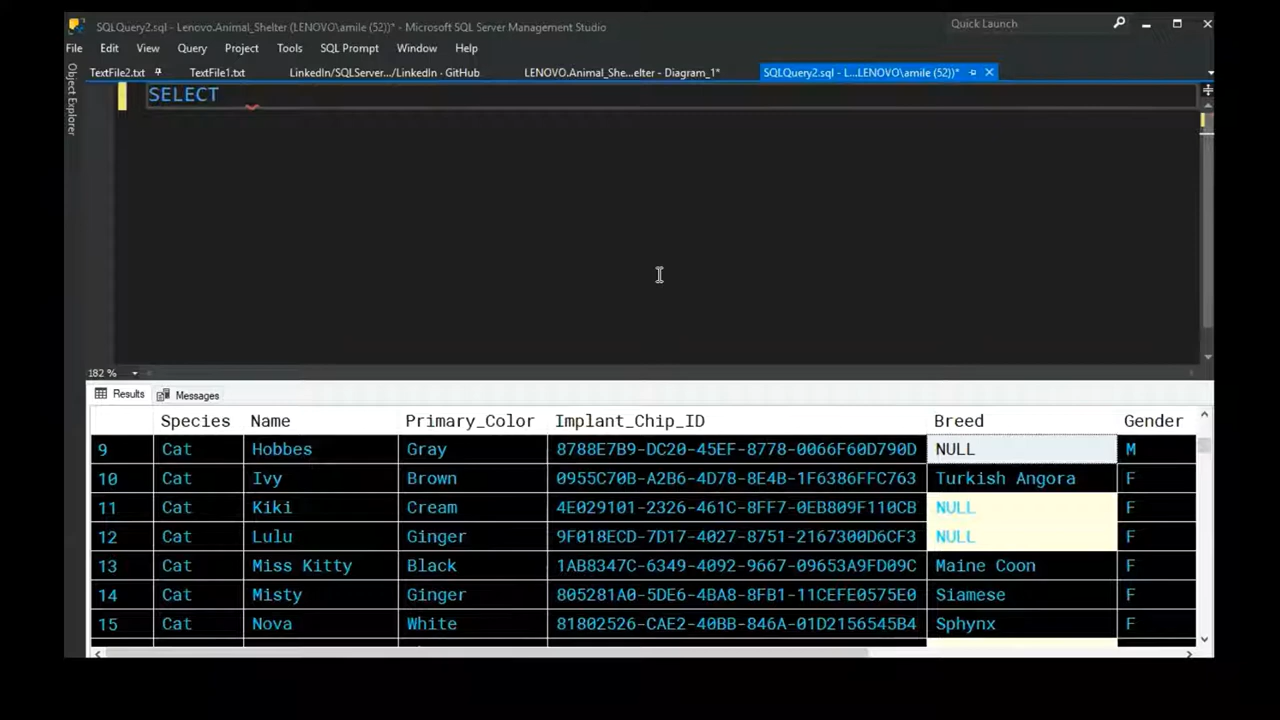 SQLQuery2.sql - Lenovo.Animal_Shelter (LENOVO\amile (52))* - Microsoft SQL Server Management Studio Quick Launch
File Edit View Query Project Tools SQL Prompt Window Help
TextFile2.txt TextFile1.txt LinkedIn/SQLServer.../LinkedIn - GitHub LENOVO.Animal_She...elter - Diagram_1* SQLQuery2.sql - L...LENOVO\amile (52))*
Object Explorer
SELECT
182 %
Results Messages
Species Name Primary_Color Implant_Chip_ID Breed Gender
9 Cat Hobbes Gray 8788E7B9-DC20-45EF-8778-0066F60D790D NULL M
10 Cat Ivy Brown 0955C70B-A2B6-4D78-8E4B-1F6386FFC763 Turkish Angora F
11 Cat Kiki Cream 4E029101-2326-461C-8FF7-0EB809F110CB NULL F
12 Cat Lulu Ginger 9F018ECD-7D17-4027-8751-2167300D6CF3 NULL F
13 Cat Miss Kitty Black 1AB8347C-6349-4092-9667-09653A9FD09C Maine Coon F
14 Cat Misty Ginger 805281A0-5DE6-4BA8-8FB1-11CEFE0575E0 Siamese F
15 Cat Nova White 81802526-CAE2-40BB-846A-01D2156545B4 Sphynx F